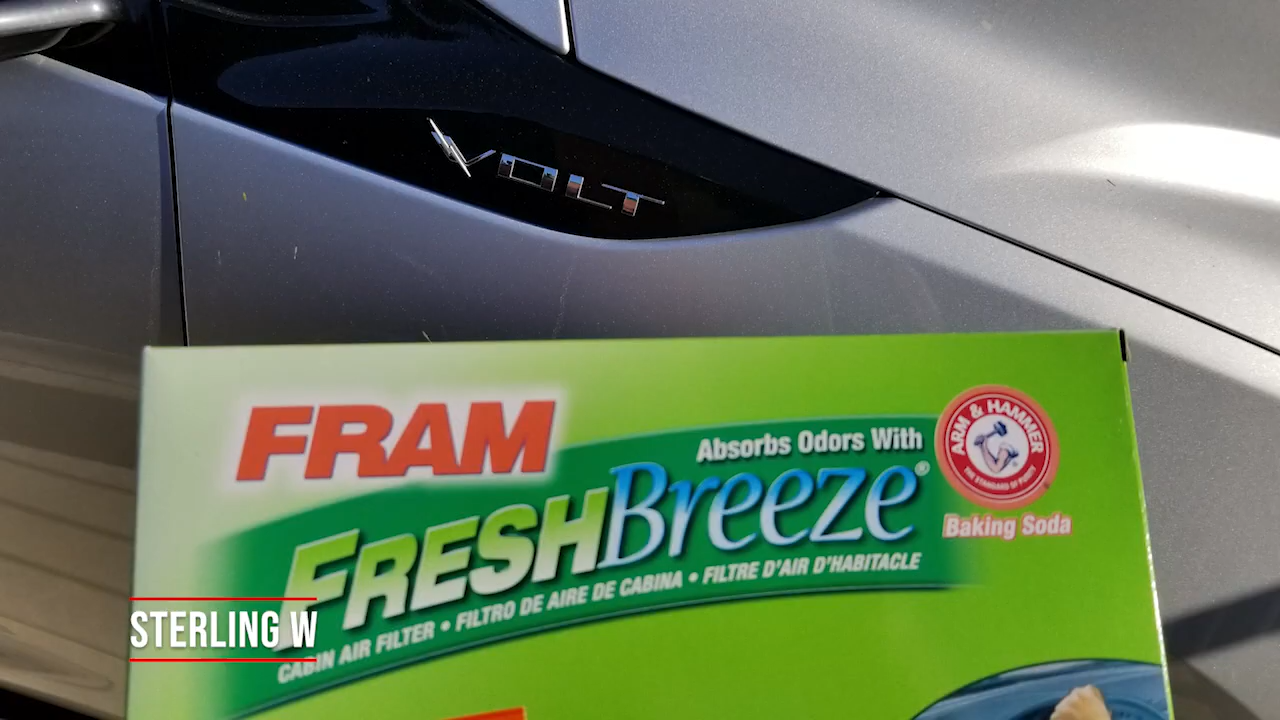 VOLT
FRAM
Absorbs Odors With
ARM & HAMMER
THE STANDARD OF PURITY
Baking Soda
FRESHBreeze®
CABIN AIR FILTER • FILTRO DE AIRE DE CABINA • FILTRE D'AIR D'HABITACLE
STERLING W